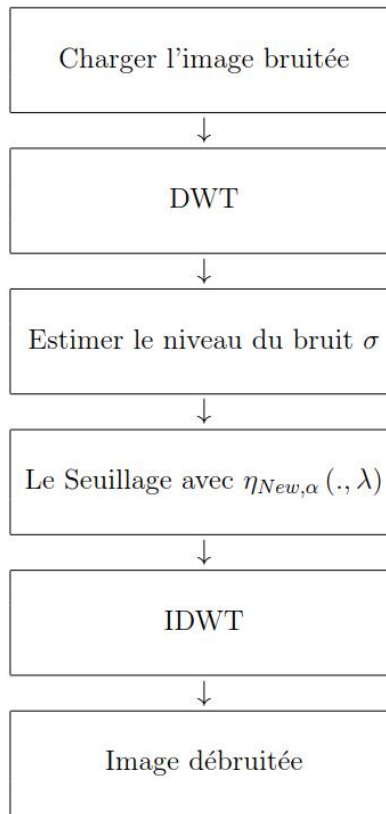 Charger l'image bruitée
↓
DWT
↓
Estimer le niveau du bruit σ
↓
Le Seuillage avec η_{New,α} (., λ)
↓
IDWT
↓
Image débruitée